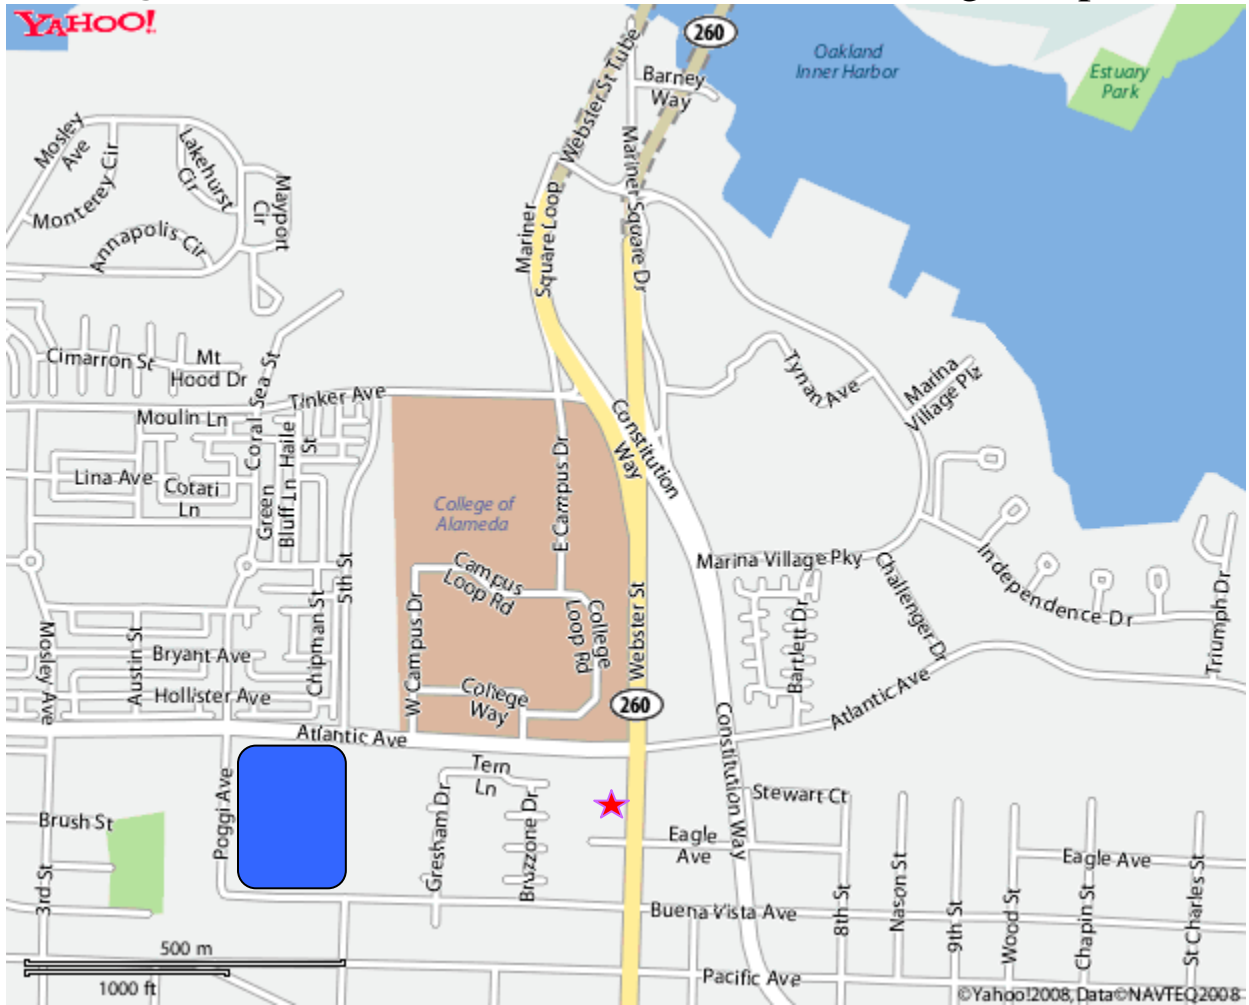 YAHOO!
260
Oakland
Inner Harbor
Estuary
Park
Barney
Way
Webster St Tube
Mariner Square Dr
Mosley
Ave
Monterey Cir
Lakehurst
Cir
Mayport
Cir
Annapolis Cir
Mariner
Square Loop
Cimarron St
Mt
Hood Dr
Coral Sea St
Tinker Ave
Moulin Ln
Haile
St
Tynan Ave
Marina
Village Plz
Constitution
Way
Lina Ave
Cotati
Ln
Green
Bluff Ln
College of
Alameda
E Campus Dr
5th St
Campus
Loop Rd
College
Loop Rd
Webster St
Marina Village Pky
Challenger Dr
Independence Dr
Triumph Dr
Bartlett Dr
Mosley Ave
Austin St
Bryant Ave
Hollister Ave
Chipman St
W Campus Dr
College
Way
260
Atlantic Ave
Atlantic Ave
Constitution Way
Poggi Ave
Tern
Ln
Gresham Dr
Bruzzone Dr
Stewart Ct
Brush St
Eagle
Ave
Eagle Ave
3rd St
Buena Vista Ave
8th St
Nason St
9th St
Wood St
Chapin St
St Charles St
500 m
1000 ft
Pacific Ave
©Yahoo!2008, Data©NAVTEQ2008